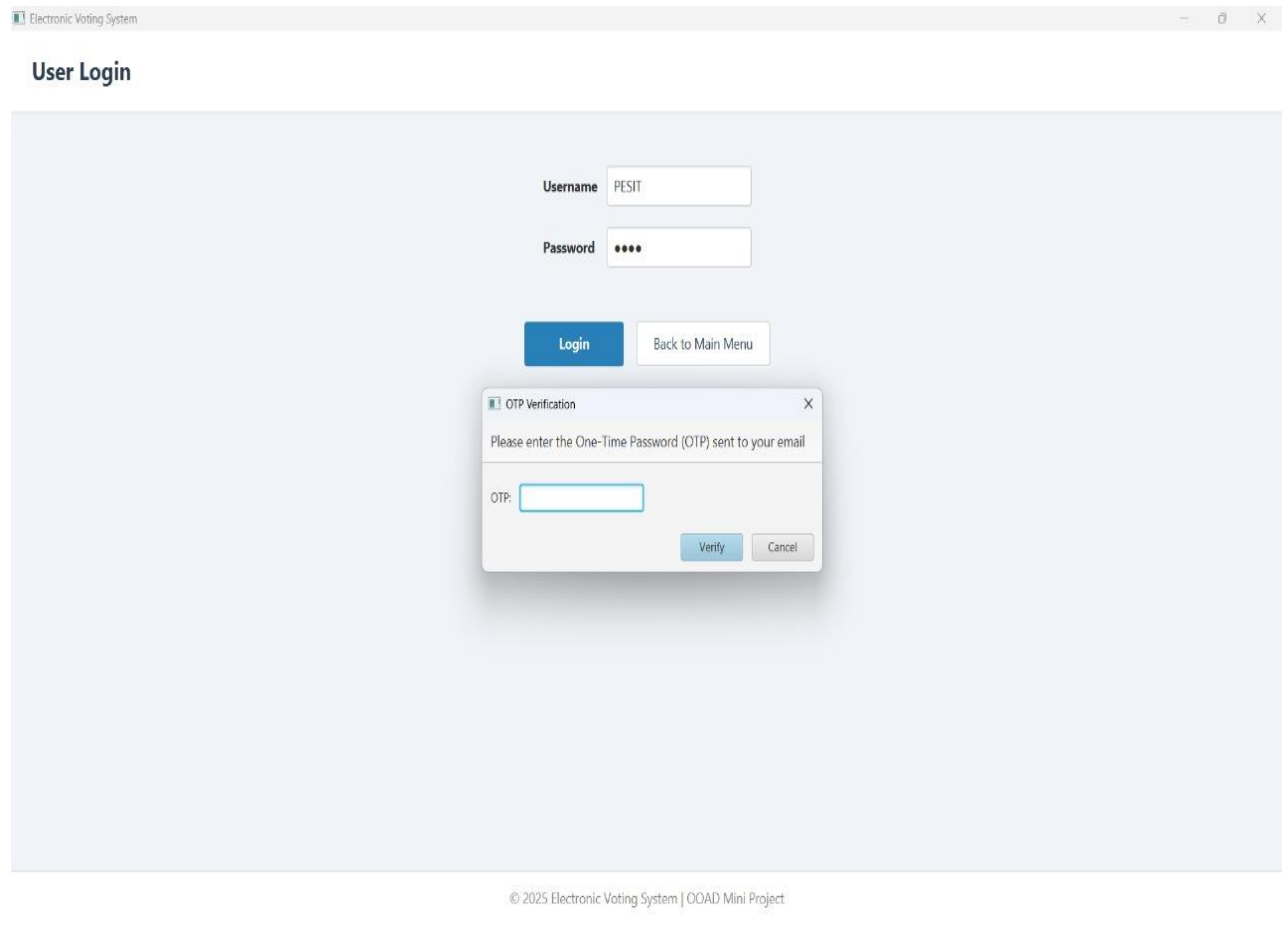 Electronic Voting System
User Login
Username PESIT
Password ••••
Login Back to Main Menu
OTP Verification X
Please enter the One-Time Password (OTP) sent to your email
OTP:
Verify Cancel
© 2025 Electronic Voting System | OOAD Mini Project